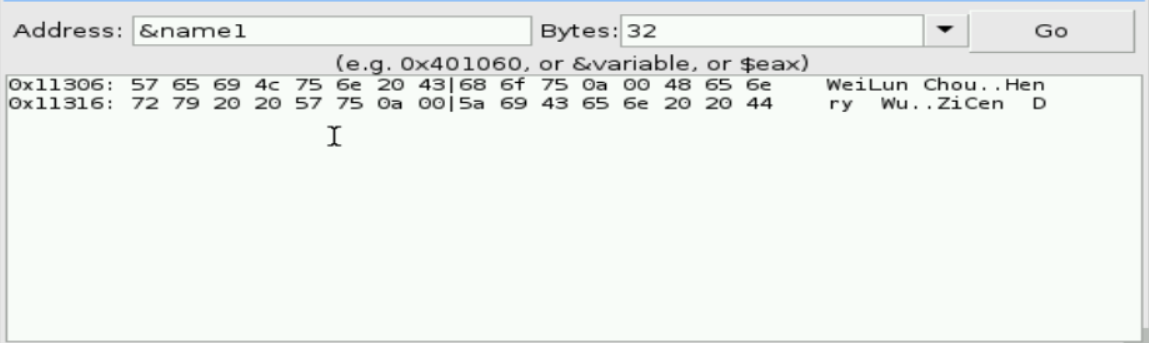 Address: &name1 Bytes: 32 Go
(e.g. 0x401060, or &variable, or $eax)
0x11306: 57 65 69 4c 75 6e 20 43|68 6f 75 0a 00 48 65 6e WeiLun Chou..Hen
0x11316: 72 79 20 20 57 75 0a 00|5a 69 43 65 6e 20 20 44 ry  Wu..ZiCen  D